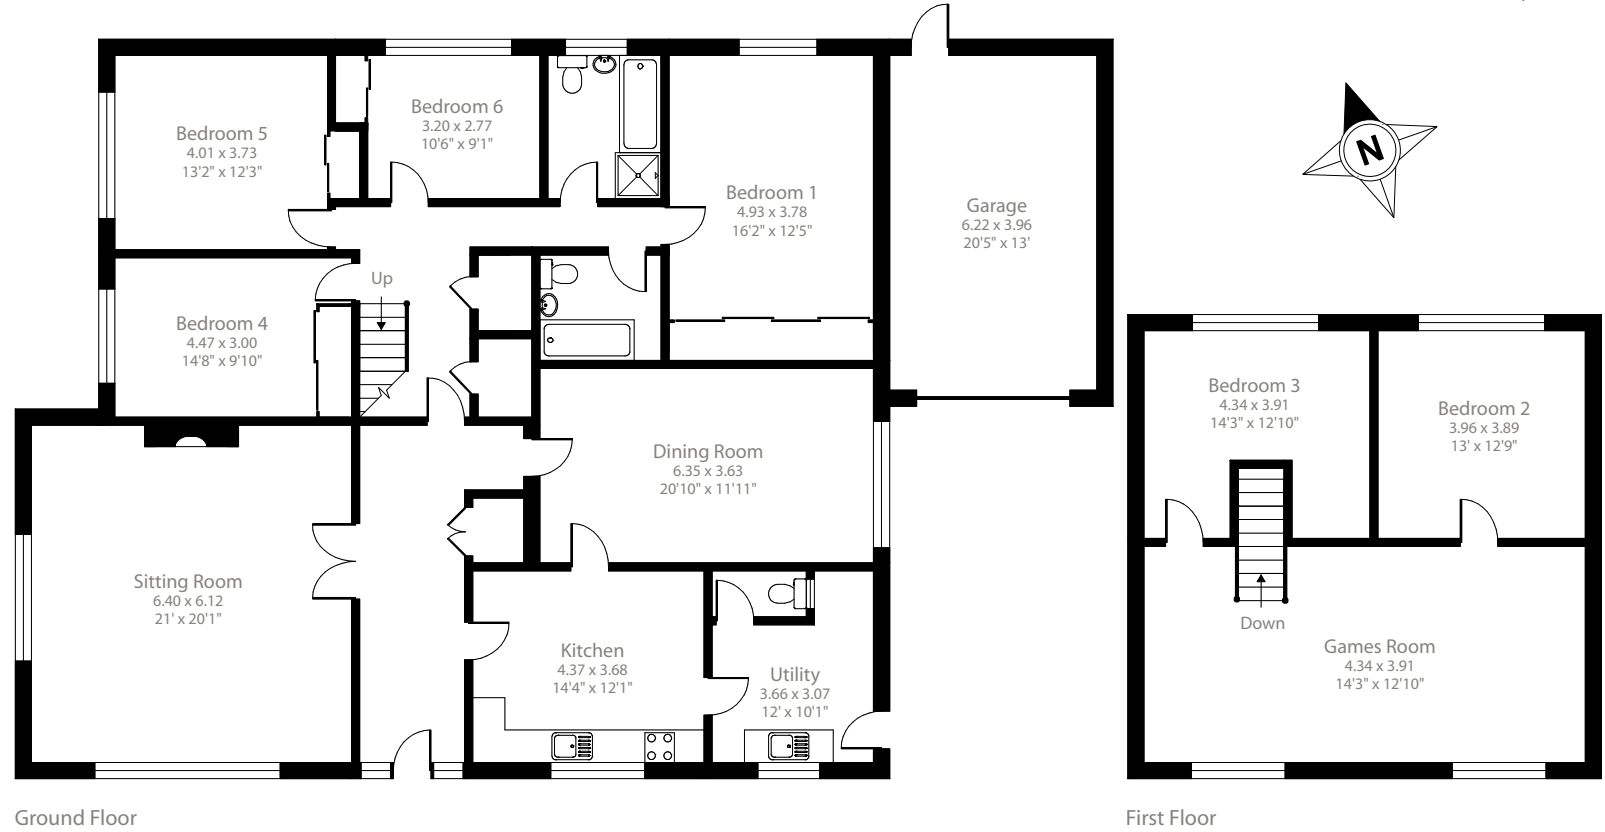 Bedroom 5
4.01 x 3.73
13'2" x 12'3"
Bedroom 6
3.20 x 2.77
10'6" x 9'1"
Bedroom 1
4.93 x 3.78
16'2" x 12'5"
Garage
6.22 x 3.96
20'5" x 13'
N
Up
Bedroom 4
4.47 x 3.00
14'8" x 9'10"
Bedroom 3
4.34 x 3.91
14'3" x 12'10"
Bedroom 2
3.96 x 3.89
13' x 12'9"
Dining Room
6.35 x 3.63
20'10" x 11'11"
Sitting Room
6.40 x 6.12
21' x 20'1"
Kitchen
4.37 x 3.68
14'4" x 12'1"
Utility
3.66 x 3.07
12' x 10'1"
Down
Games Room
4.34 x 3.91
14'3" x 12'10"
Ground Floor
First Floor